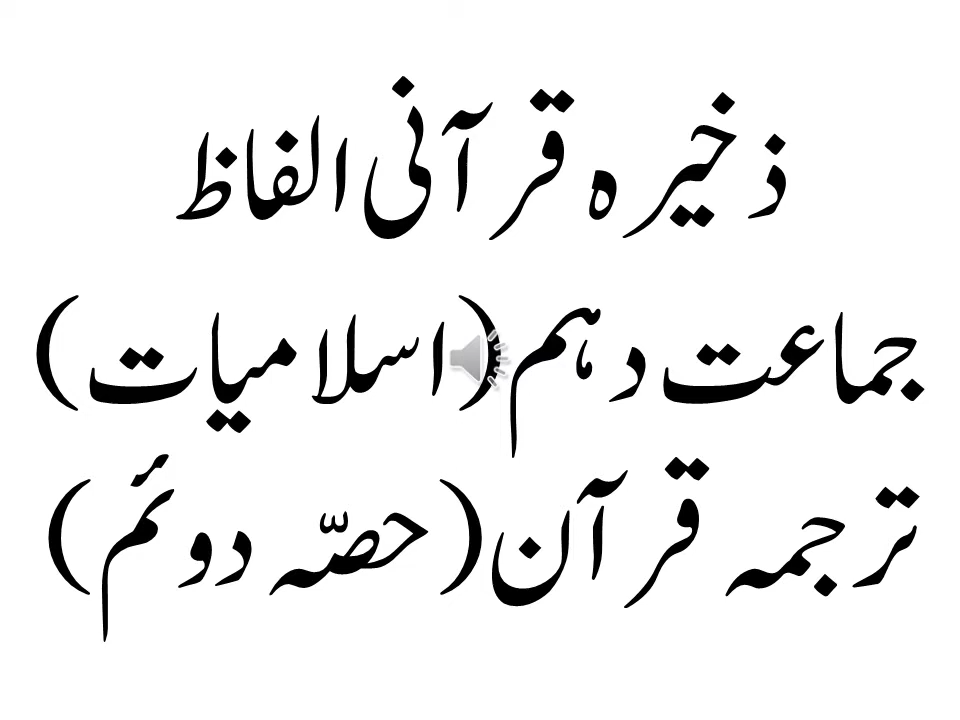 ذخیرہ قرآنی الفاظ
جماعت دہم (اسلامیات)
ترجمہ قرآن (حصّہ دوئم)